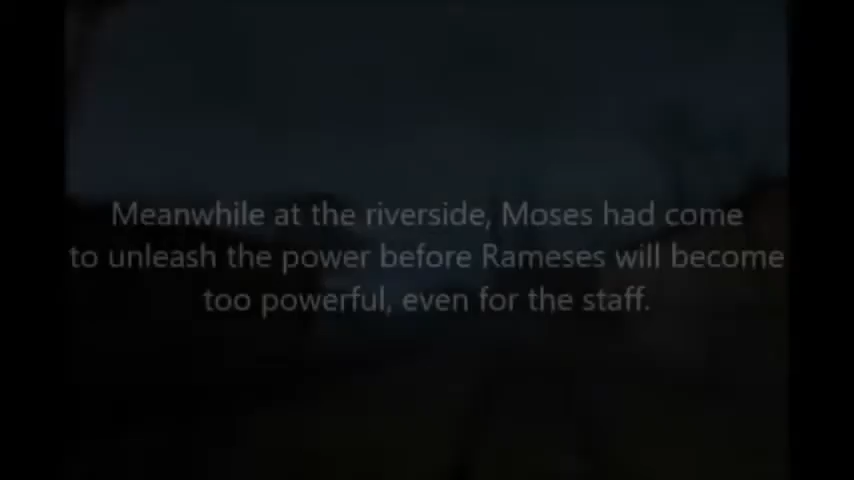 Meanwhile at the riverside, Moses had come
to unleash the power before Rameses will become
too powerful, even for the staff.